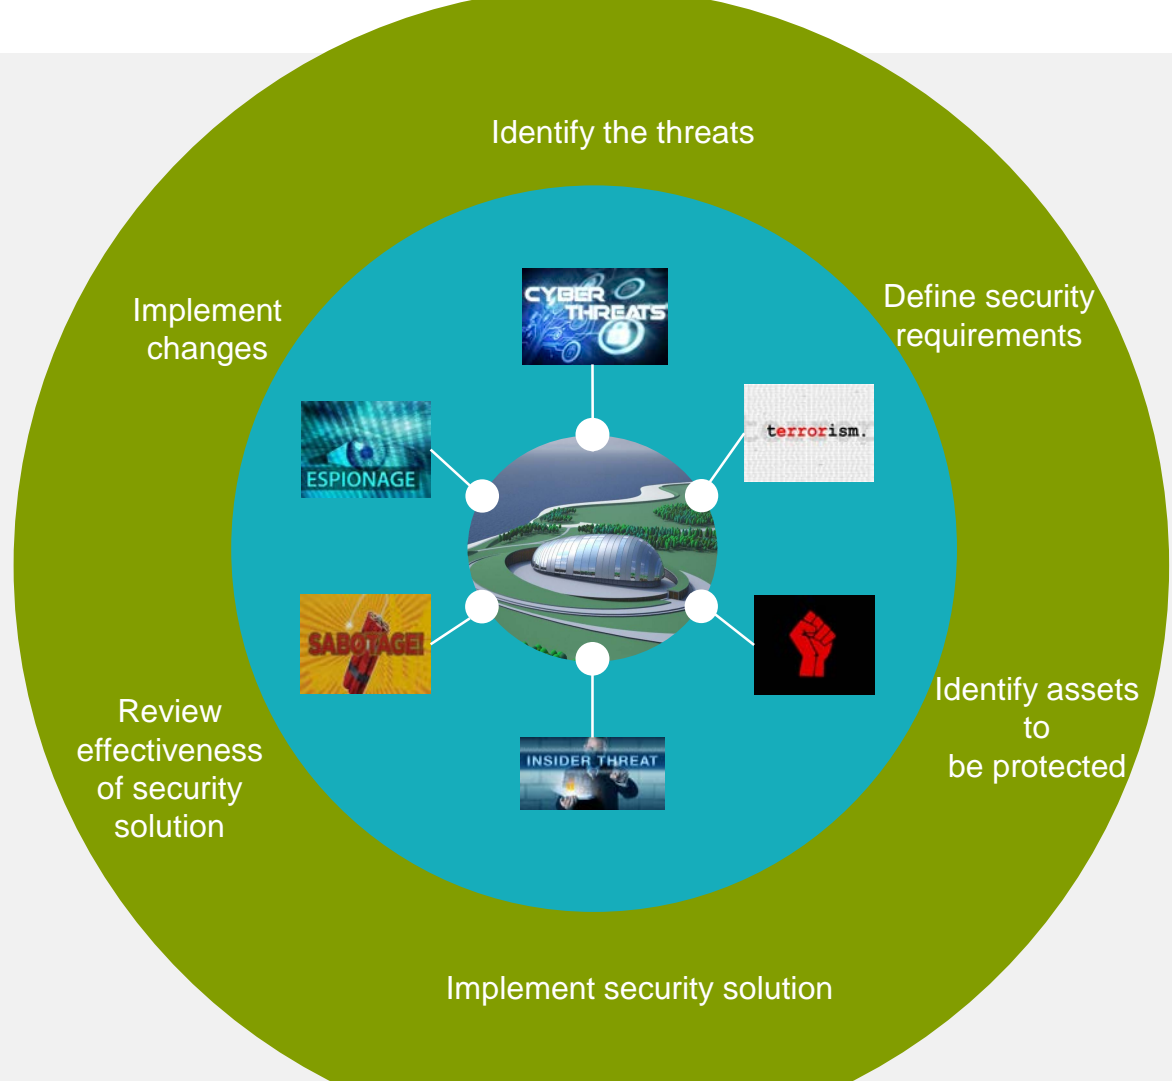 Identify the threats
Define security
requirements
Identify assets
to
be protected
Implement security solution
Review
effectiveness
of security
solution
Implement
changes
CYBER
THREATS
terrorism.
INSIDER THREAT
SABOTAGE!
ESPIONAGE